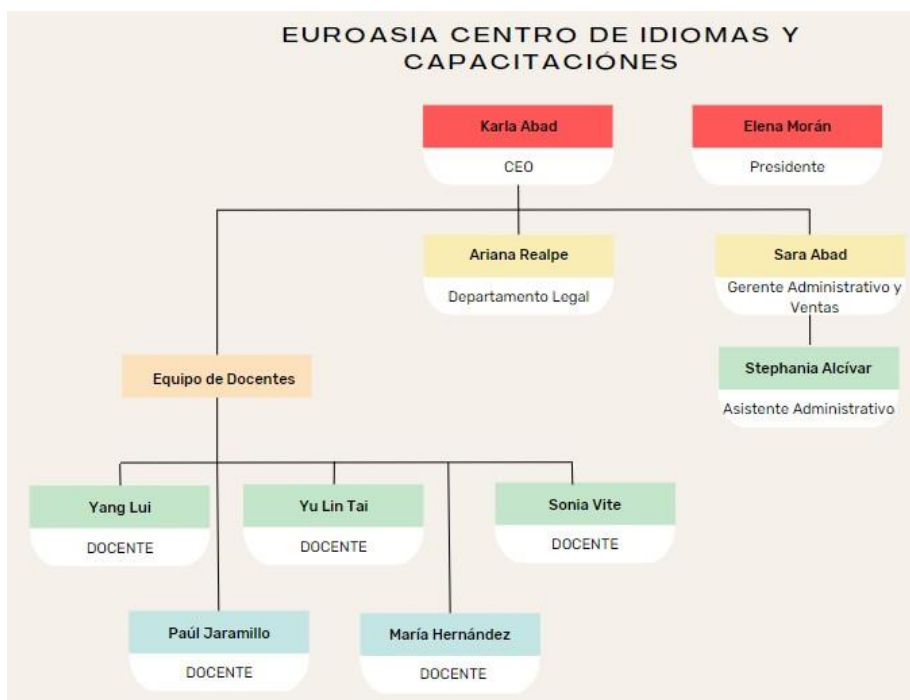 EUROASIA CENTRO DE IDIOMAS Y
CAPACITACIÓNES
Karla Abad
CEO
Elena Morán
Presidente
Ariana Realpe
Departamento Legal
Sara Abad
Gerente Administrativo y
Ventas
Equipo de Docentes
Stephania Alcívar
Asistente Administrativo
Yang Lui
DOCENTE
Yu Lin Tai
DOCENTE
Sonia Vite
DOCENTE
Paúl Jaramillo
DOCENTE
María Hernández
DOCENTE